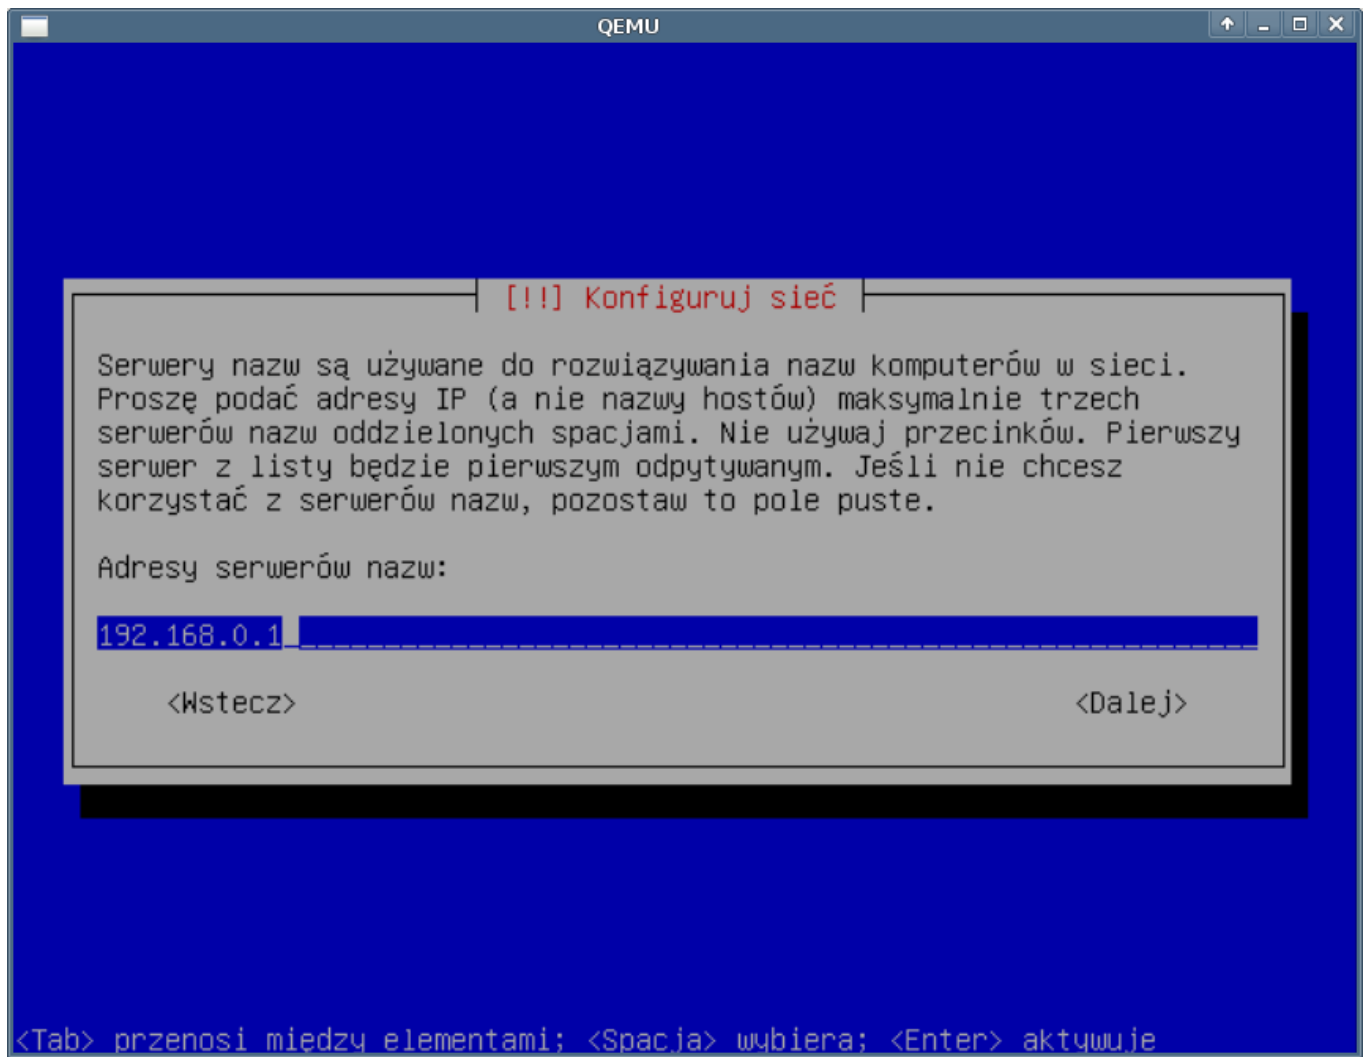 QEMU
[!!] Konfiguruj sieć
Serwery nazw są używane do rozwiązywania nazw komputerów w sieci.
Proszę podać adresy IP (a nie nazwy hostów) maksymalnie trzech
serwerów nazw oddzielonych spacjami. Nie używaj przecinków. Pierwszy
serwer z listy będzie pierwszym odpytywanym. Jeśli nie chcesz
korzystać z serwerów nazw, pozostaw to pole puste.
Adresy serwerów nazw:
192.168.0.1
<Wstecz> <Dalej>
<Tab> przenosi między elementami; <Spacja> wybiera; <Enter> aktywuje